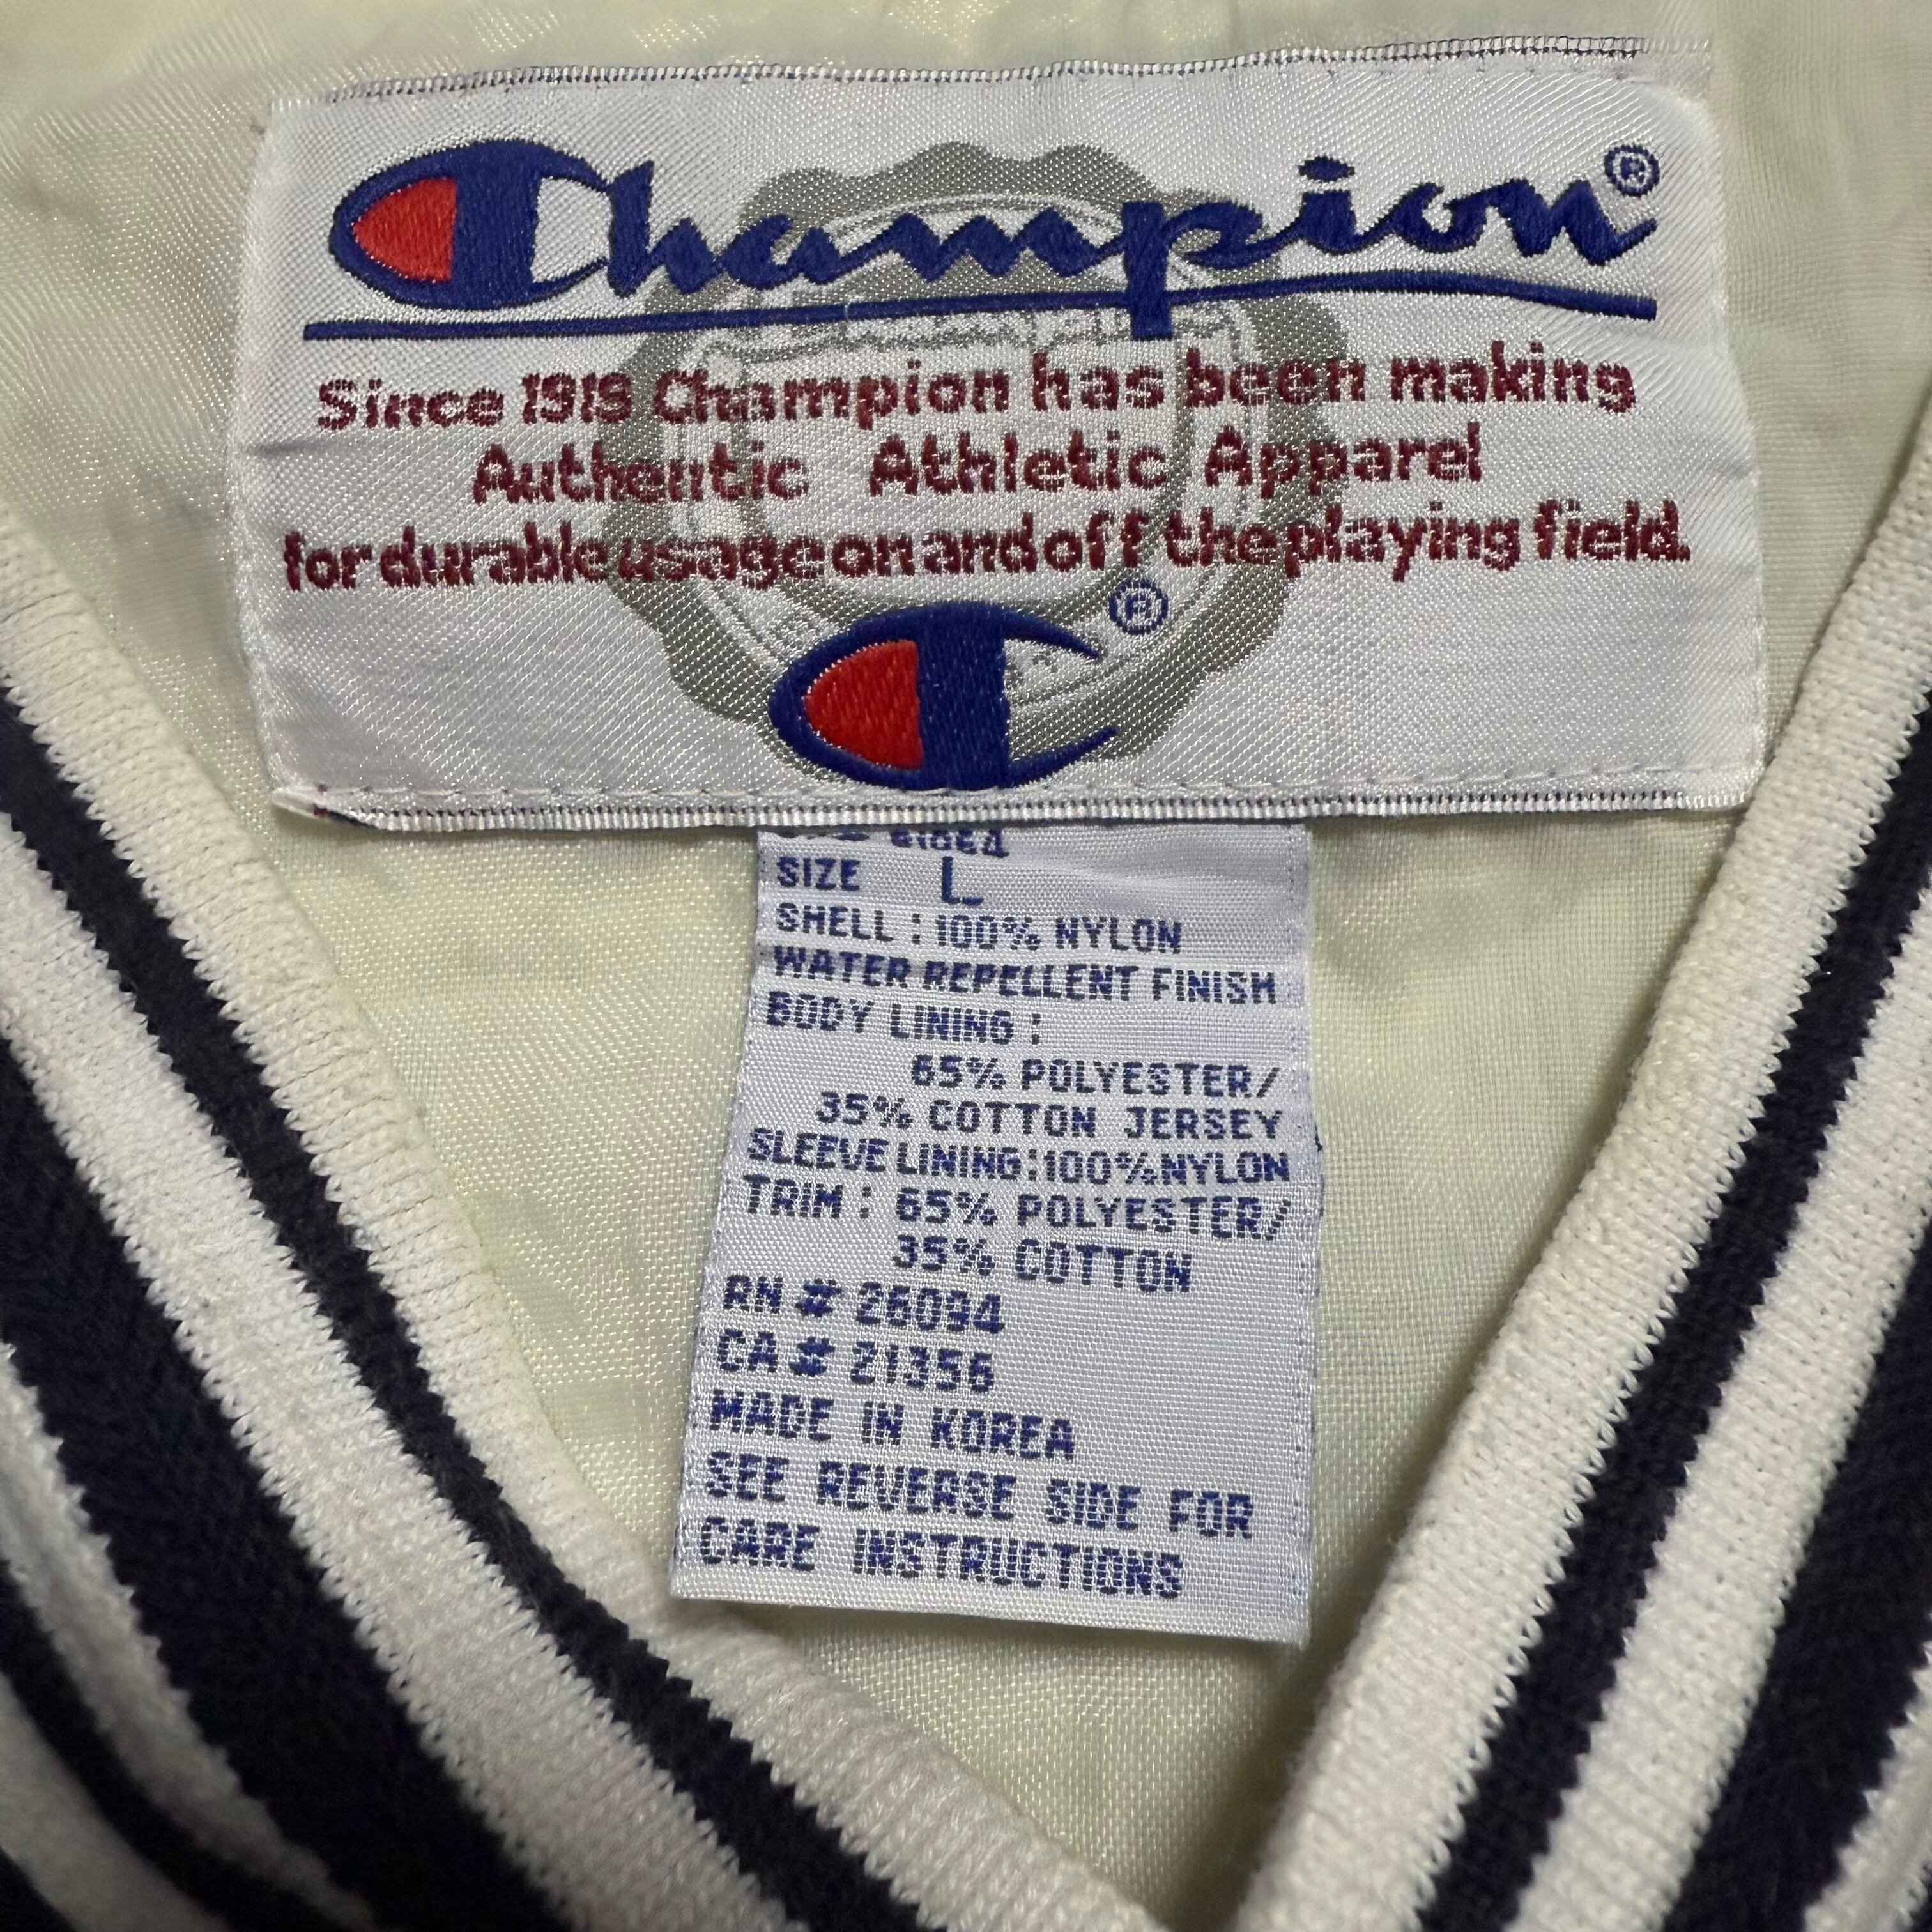 Champion®
Since 1919 Champion has been making
Authentic Athletic Apparel
for durable usage on and off the playing field.
®
SIZE L
SHELL : 100% NYLON
WATER REPELLENT FINISH
BODY LINING :
65% POLYESTER/
35% COTTON JERSEY
SLEEVE LINING:100%NYLON
TRIM : 65% POLYESTER/
35% COTTON
RN # 26094
CA # 21356
MADE IN KOREA
SEE REVERSE SIDE FOR
CARE INSTRUCTIONS